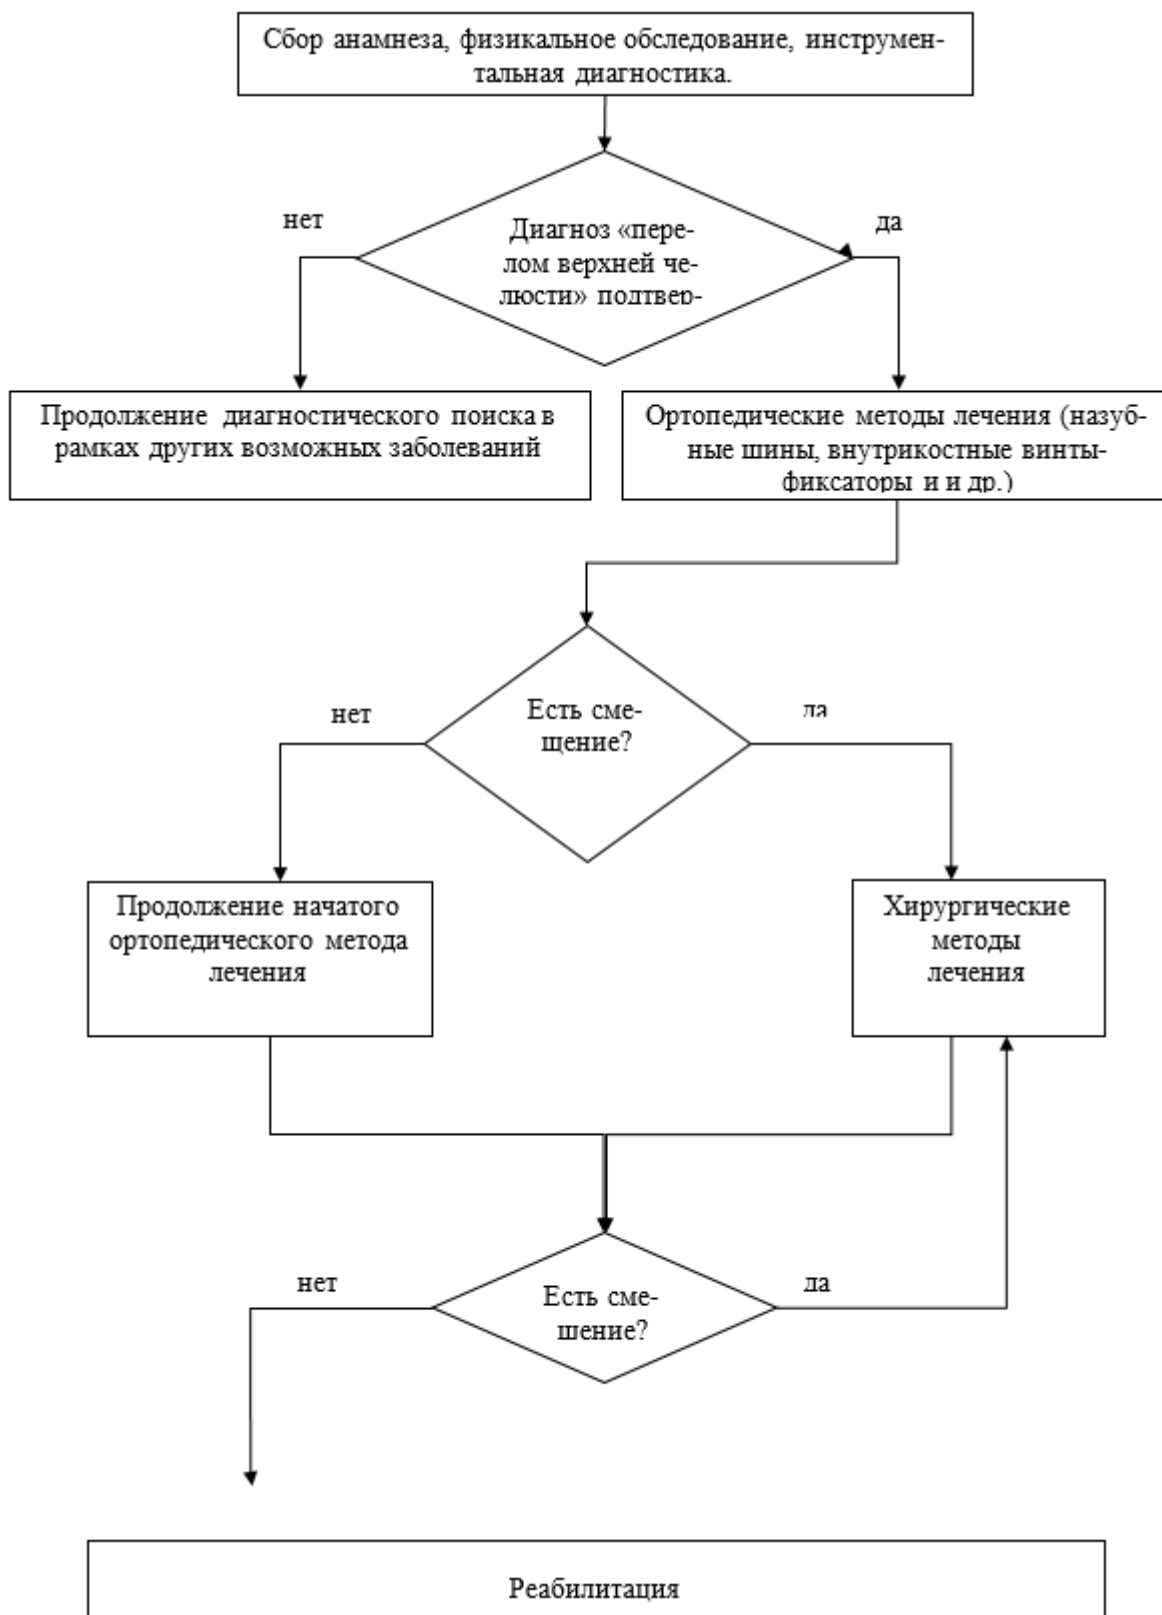 Сбор анамнеза, физикальное обследование, инструмен-
тальная диагностика.
нет
да
Диагноз «пере-
лом верхней че-
люсти» подтвер-
Продолжение диагностического поиска в
рамках других возможных заболеваний
Ортопедические методы лечения (назуб-
ные шины, внутрикостные винты-
фиксаторы и и др.)
нет
да
Есть сме-
щение?
Продолжение начатого
ортопедического метода
лечения
Хирургические
методы
лечения
нет
да
Есть сме-
щение?
Реабилитация